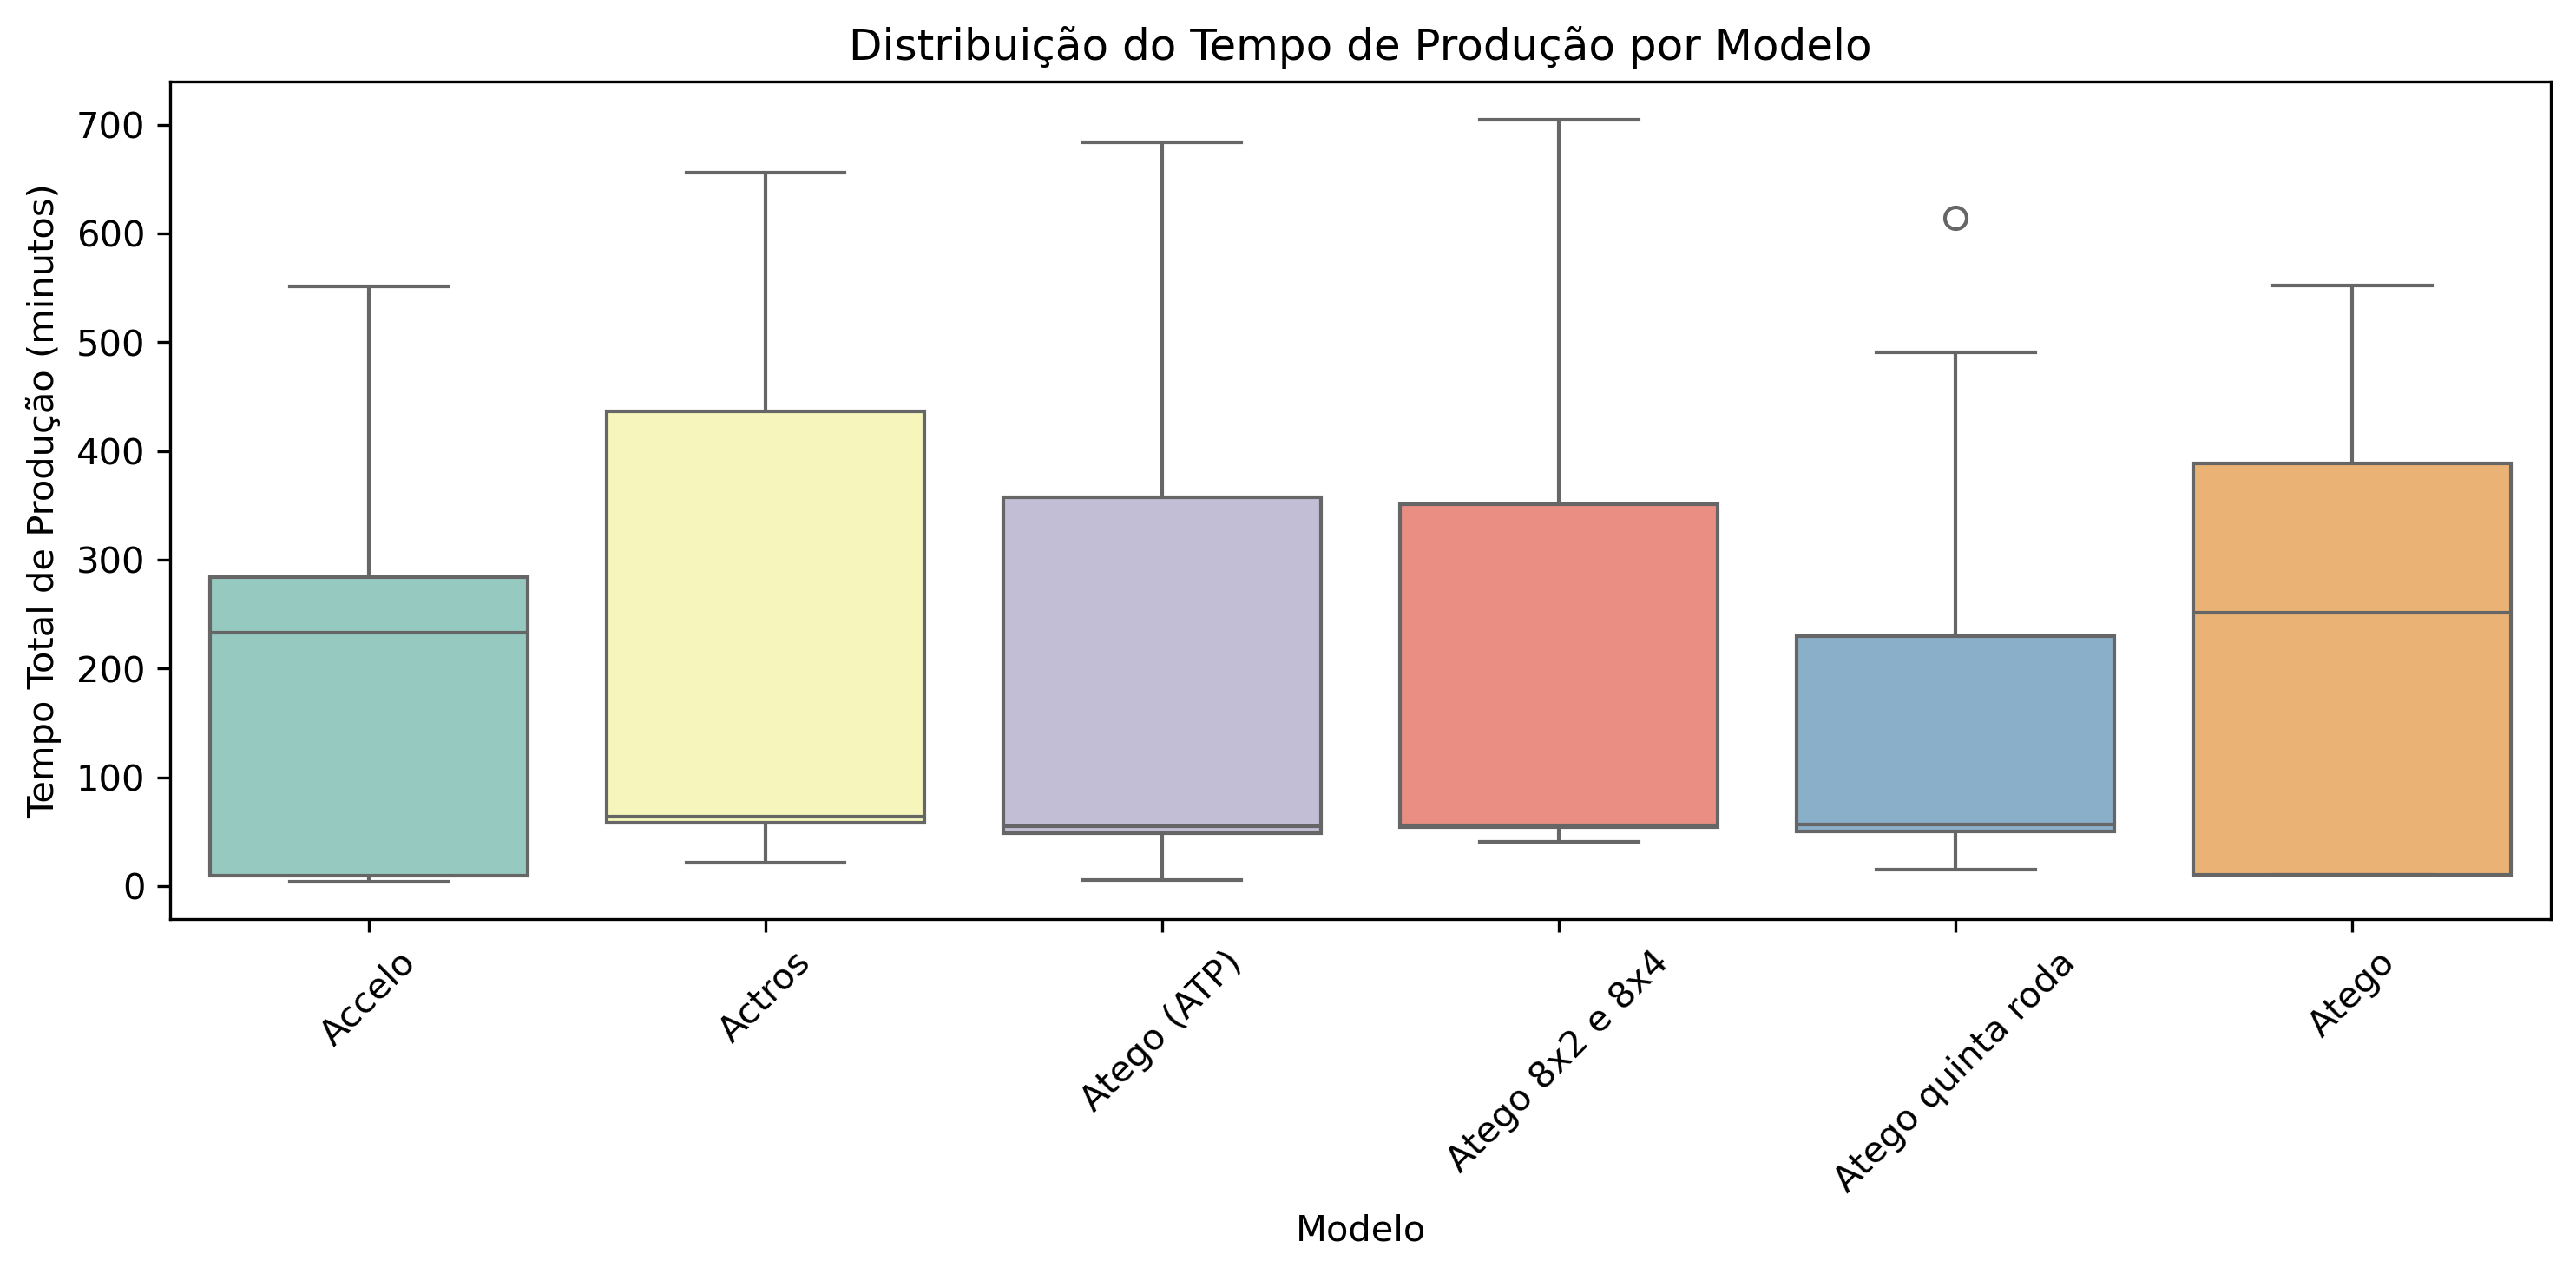 Distribuição do Tempo de Produção por Modelo
Tempo Total de Produção (minutos)
700
600
500
400
300
200
100
0
Accelo
Actros
Atego (ATP)
Atego 8x2 e 8x4
Atego quinta roda
Atego
Modelo